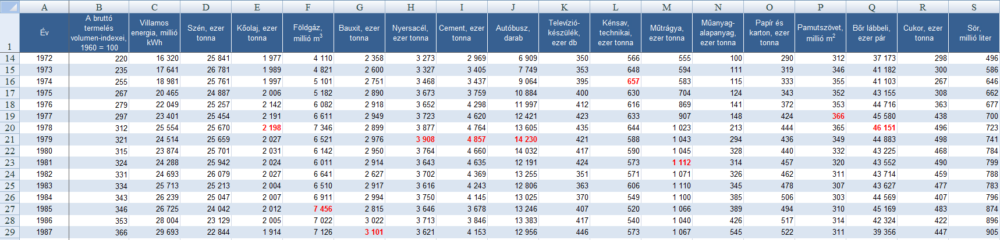 A B C D E F G H I J K L M N O P Q R S
1 Év A bruttó termelés volumen-indexei, 1960 = 100 Villamos energia, millió kWh Szén, ezer tonna Kőolaj, ezer tonna Földgáz, millió m3 Bauxit, ezer tonna Nyersacél, ezer tonna Cement, ezer tonna Autóbusz, darab Televízió-készülék, ezer db Kénsav, technikai, ezer tonna Műtrágya, ezer tonna Műanyag-alapanyag, ezer tonna Papír és karton, ezer tonna Pamutszövet, millió m2 Bőr lábbeli, ezer pár Cukor, ezer tonna Sör, millió liter
14 1972 220 16 320 25 841 1 977 4 110 2 358 3 273 2 969 6 909 350 566 555 100 290 312 37 173 298 496
15 1973 235 17 641 26 781 1 989 4 821 2 600 3 327 3 405 7 749 353 648 594 111 319 346 41 182 300 586
16 1974 255 18 981 25 761 1 997 5 101 2 751 3 468 3 437 9 064 395 657 583 115 333 355 41 103 267 646
17 1975 267 20 465 24 887 2 006 5 182 2 890 3 673 3 759 10 884 400 630 704 124 343 352 43 155 308 662
18 1976 279 22 049 25 257 2 142 6 082 2 918 3 652 4 298 11 997 412 616 869 141 372 353 44 716 363 677
19 1977 297 23 401 25 454 2 191 6 611 2 949 3 723 4 620 12 421 423 633 907 148 424 366 45 580 438 700
20 1978 312 25 554 25 670 2 198 7 346 2 899 3 877 4 764 13 605 435 644 1 023 213 444 365 46 151 496 723
21 1979 321 24 514 25 659 2 027 6 521 2 976 3 908 4 857 14 230 421 588 1 043 294 436 349 44 883 498 741
22 1980 315 23 874 25 701 2 031 6 142 2 950 3 764 4 660 14 032 417 590 1 045 328 440 332 43 225 468 784
23 1981 324 24 288 25 942 2 024 6 011 2 914 3 643 4 635 12 191 424 573 1 112 314 457 320 43 552 490 799
24 1982 331 24 693 26 079 2 027 6 641 2 627 3 702 4 369 13 255 351 571 1 071 326 462 311 43 714 459 788
25 1983 334 25 713 25 213 2 004 6 510 2 917 3 616 4 243 12 806 363 606 1 110 345 478 307 43 627 477 783
26 1984 343 26 239 25 047 2 007 6 911 2 994 3 750 4 145 13 025 370 549 1 100 385 506 303 44 569 407 796
27 1985 346 26 725 24 042 2 012 7 456 2 815 3 646 3 678 13 246 407 520 1 066 389 494 310 45 169 483 874
28 1986 353 28 004 23 129 2 005 7 022 3 022 3 713 3 846 13 383 417 540 1 040 426 517 314 42 324 422 896
29 1987 366 29 693 22 844 1 914 7 126 3 101 3 621 4 153 12 956 446 573 1 067 545 522 311 39 356 447 905